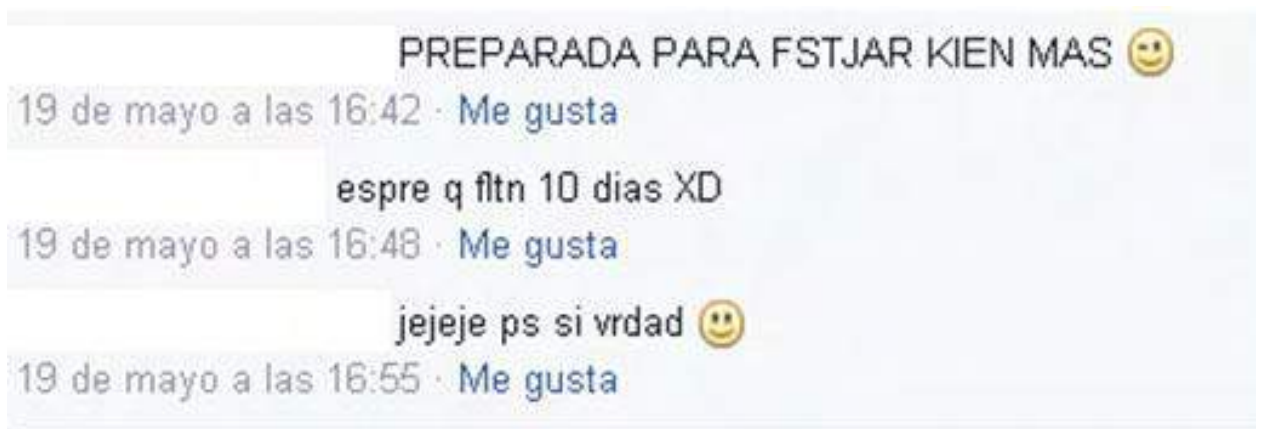 PREPARADA PARA FSTJAR KIEN MAS
19 de mayo a las 16:42 · Me gusta
espre q fltn 10 dias XD
19 de mayo a las 16:48 · Me gusta
jejeje ps si vrdad
19 de mayo a las 16:55 · Me gusta